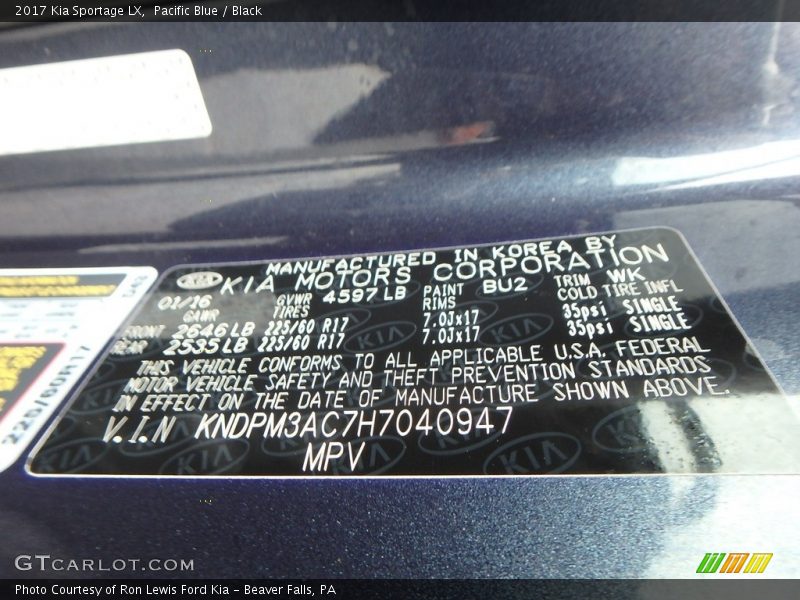 2017 Kia Sportage LX, Pacific Blue / Black
MANUFACTURED IN KOREA BY
KIA KIA MOTORS CORPORATION
01/16 GVWR 4597 LB PAINT BU2 TRIM WK
GAWR TIRES RIMS COLD TIRE INFL
FRONT 2646 LB 225/60 R17 7.0Jx17 35psi SINGLE
REAR 2535 LB 225/60 R17 7.0Jx17 35psi SINGLE
THIS VEHICLE CONFORMS TO ALL APPLICABLE U.S.A. FEDERAL
MOTOR VEHICLE SAFETY AND THEFT PREVENTION STANDARDS
IN EFFECT ON THE DATE OF MANUFACTURE SHOWN ABOVE.
V.I.N KNDPM3AC7H7040947
MPV
225/60R17
GTCARLOT.COM
Photo Courtesy of Ron Lewis Ford Kia - Beaver Falls, PA